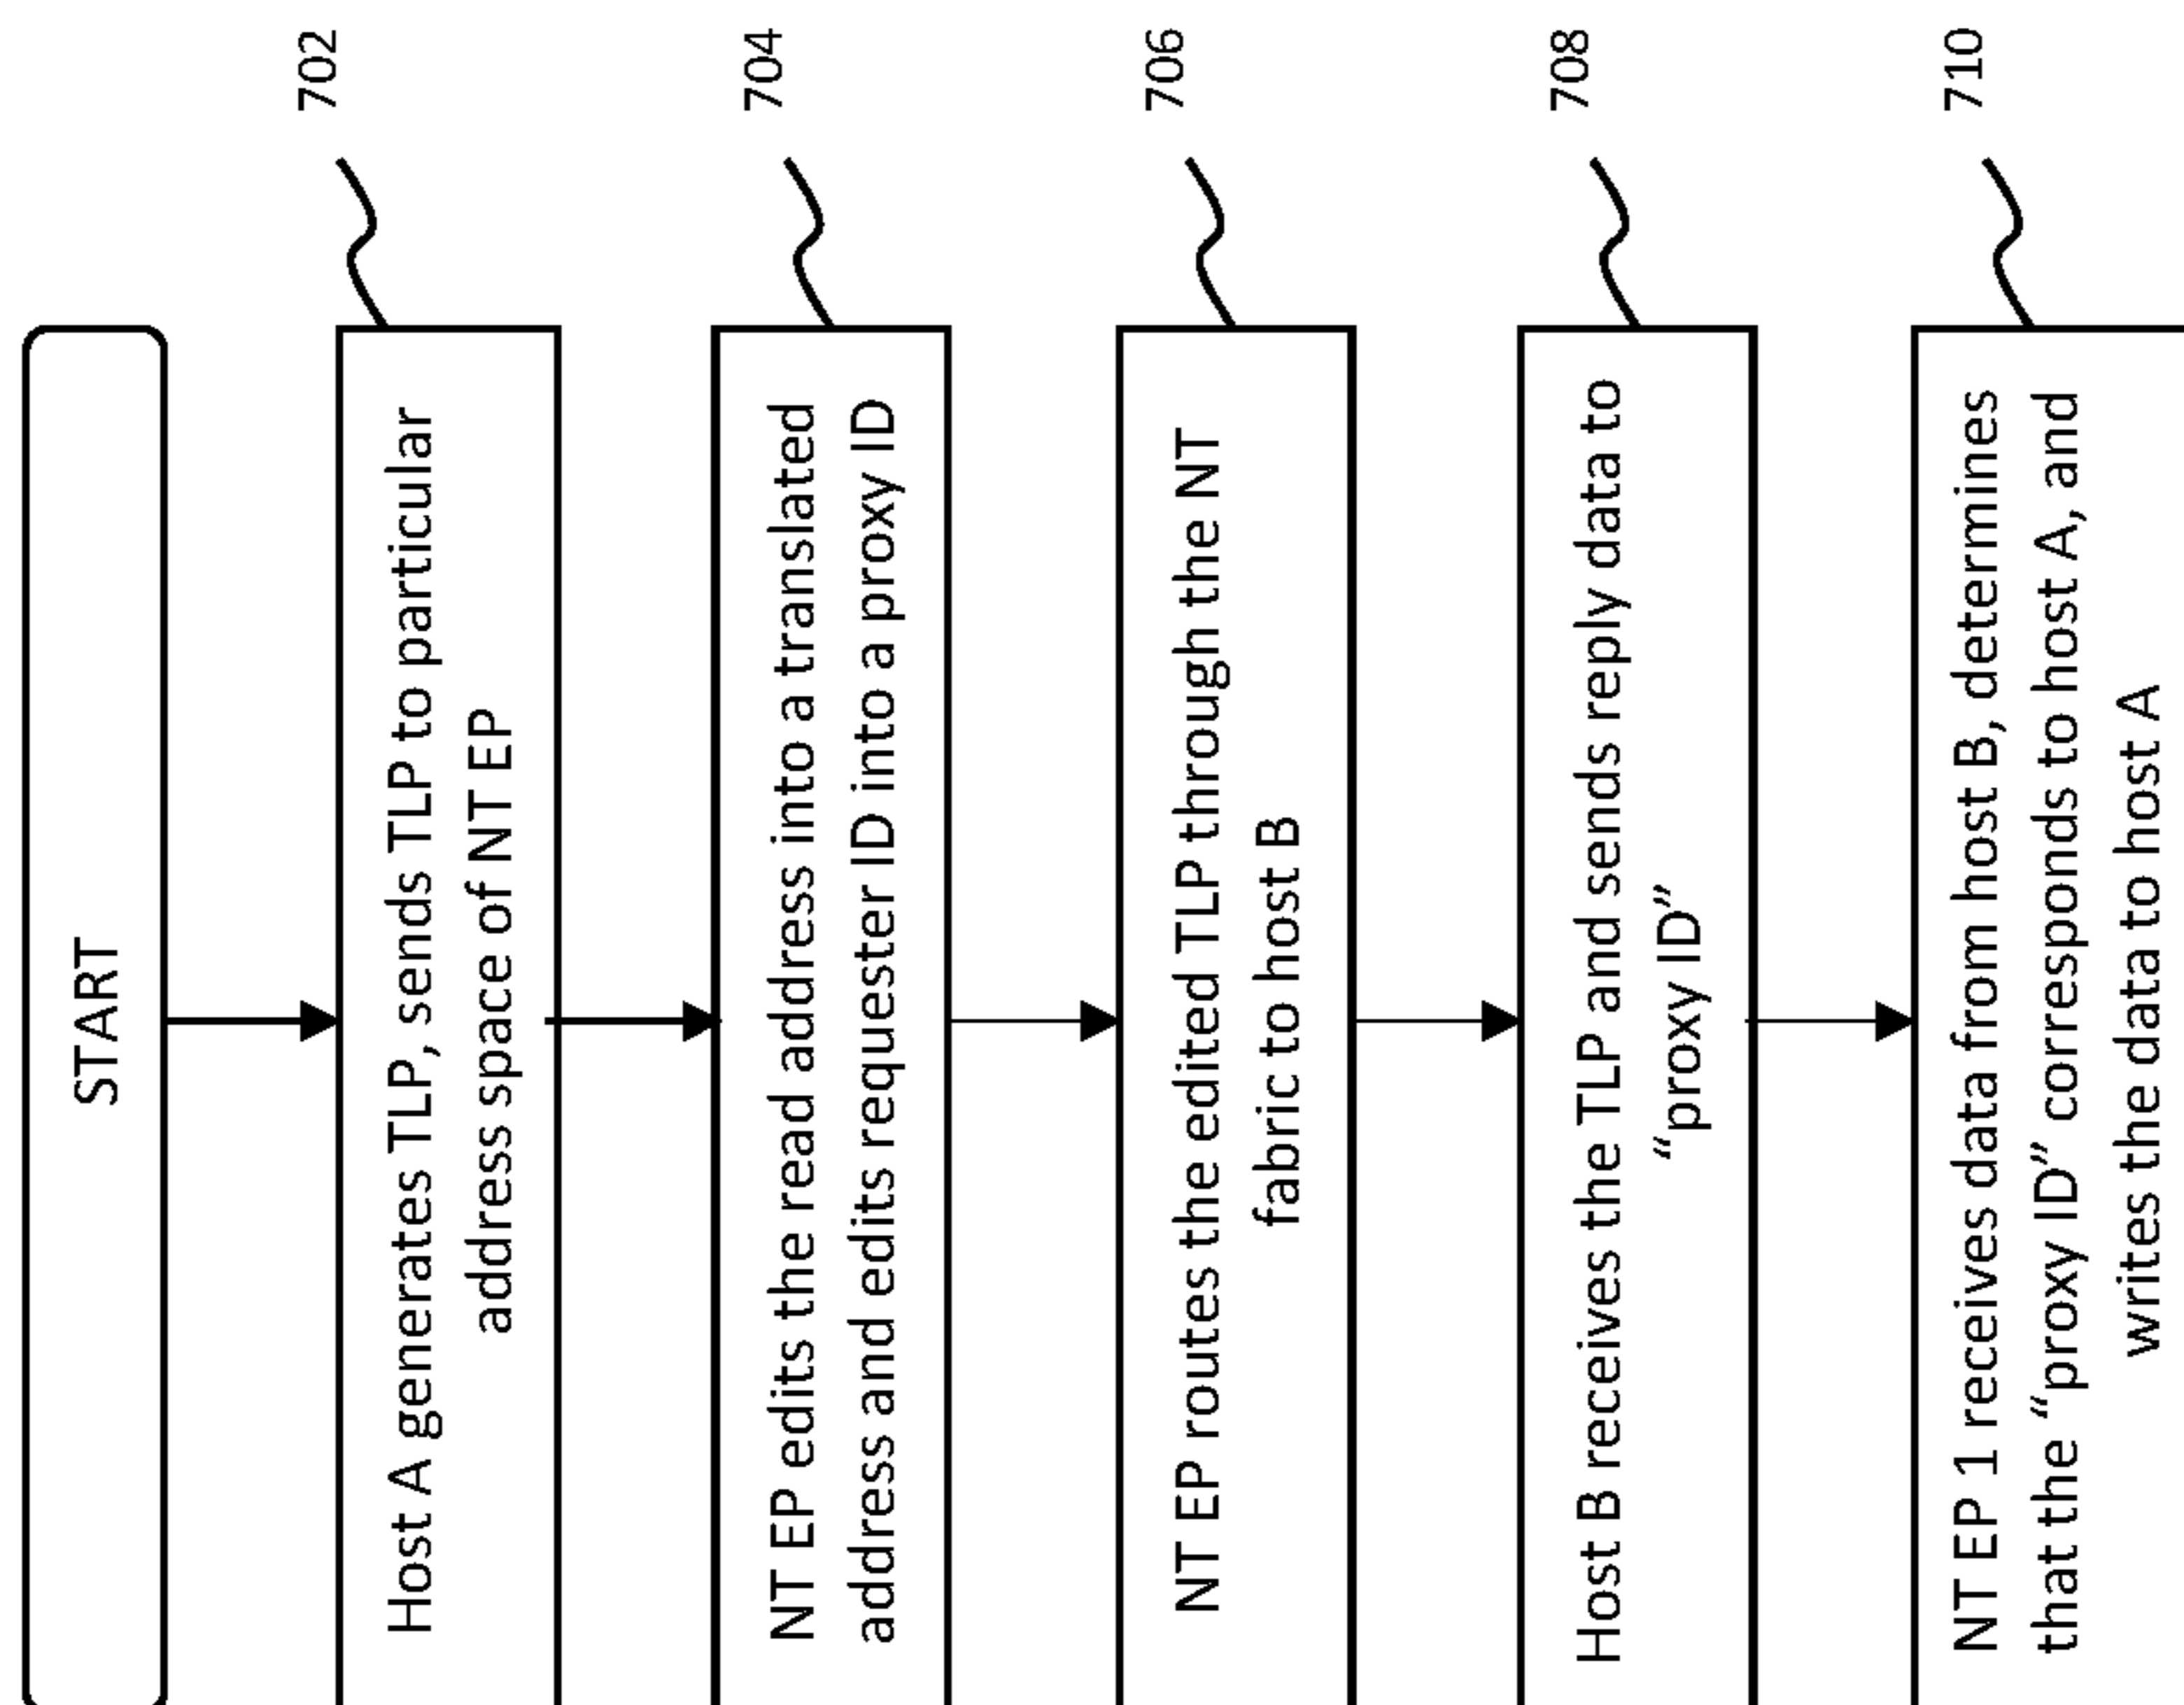 START
702
Host A generates TLP, sends TLP to particular
address space of NT EP
704
NT EP edits the read address into a translated
address and edits requester ID into a proxy ID
706
NT EP routes the edited TLP through the NT
fabric to host B
708
Host B receives the TLP and sends reply data to
“proxy ID”
710
NT EP 1 receives data from host B, determines
that the “proxy ID” corresponds to host A, and
writes the data to host A